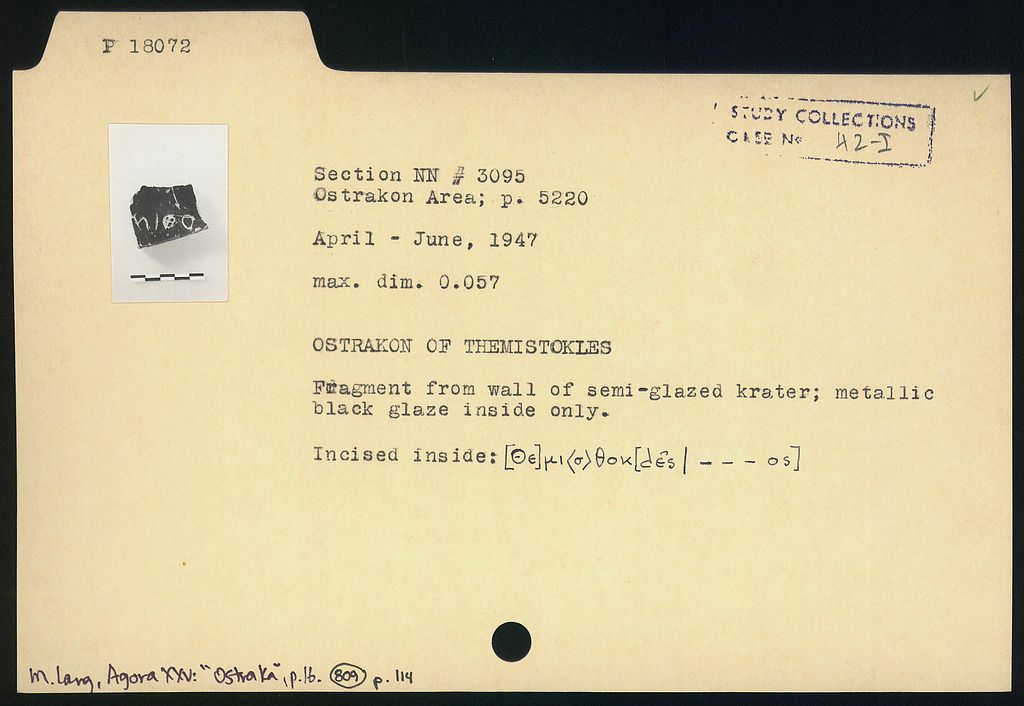 P 18072
STUDY COLLECTIONS
CASE No 42-I
Section NN # 3095
Ostrakon Area; p. 5220
April - June, 1947
max. dim. 0.057
OSTRAKON OF THEMISTOKLES
Fragment from wall of semi-glazed krater; metallic
black glaze inside only.
Incised inside: [Θε]μι⟨σ⟩θοκ[λês | - - - os]
M. Lang, Agora XXV: "Ostraka", p. 16. 809 p. 114